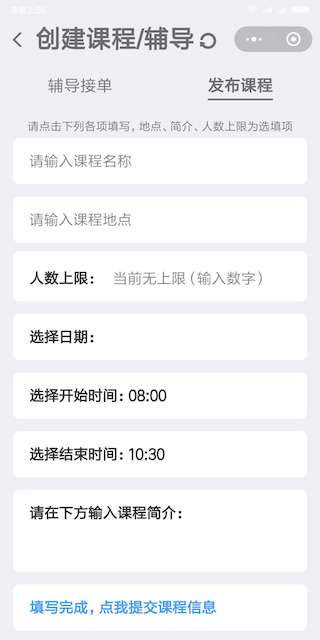 创建课程/辅导
辅导接单 发布课程
请点击下列各项填写，地点、简介、人数上限为选填项
请输入课程名称
请输入课程地点
人数上限： 当前无上限（输入数字）
选择日期：
选择开始时间：08:00
选择结束时间：10:30
请在下方输入课程简介：
填写完成，点我提交课程信息